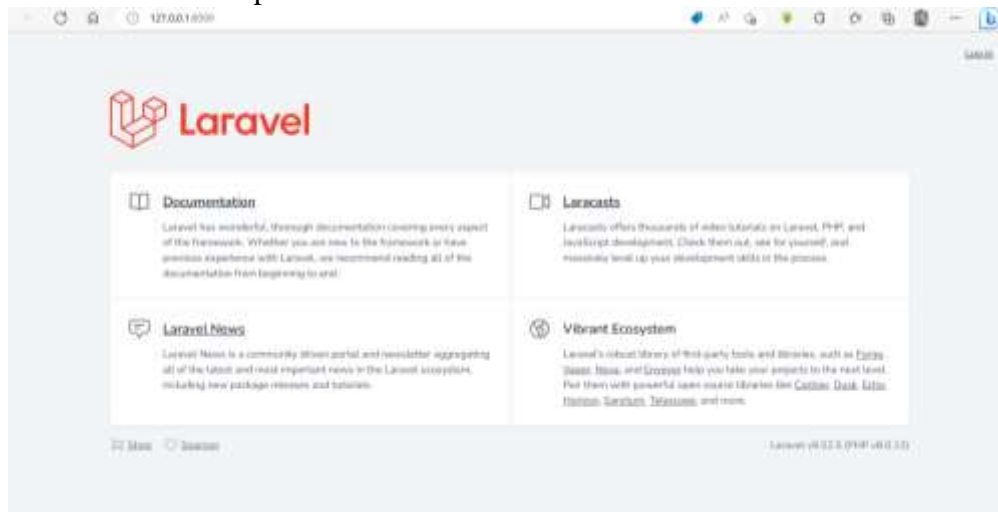 127.0.0.1:8000
Log in
Laravel
Documentation
Laravel has wonderful, thorough documentation covering every aspect
of the framework. Whether you are new to the framework or have
previous experience with Laravel, we recommend reading all of the
documentation from beginning to end.
Laracasts
Laracasts offers thousands of video tutorials on Laravel, PHP, and
JavaScript development. Check them out, see for yourself, and
massively level up your development skills in the process.
Laravel News
Laravel News is a community driven portal and newsletter aggregating
all of the latest and most important news in the Laravel ecosystem,
including new package releases and tutorials.
Vibrant Ecosystem
Laravel's robust library of first-party tools and libraries, such as Forge,
Vapor, Nova, and Envoyer help you take your projects to the next level.
Pair them with powerful open source libraries like Cashier, Dusk, Echo,
Horizon, Sanctum, Telescope, and more.
Shop Sponsor
Laravel (PHP